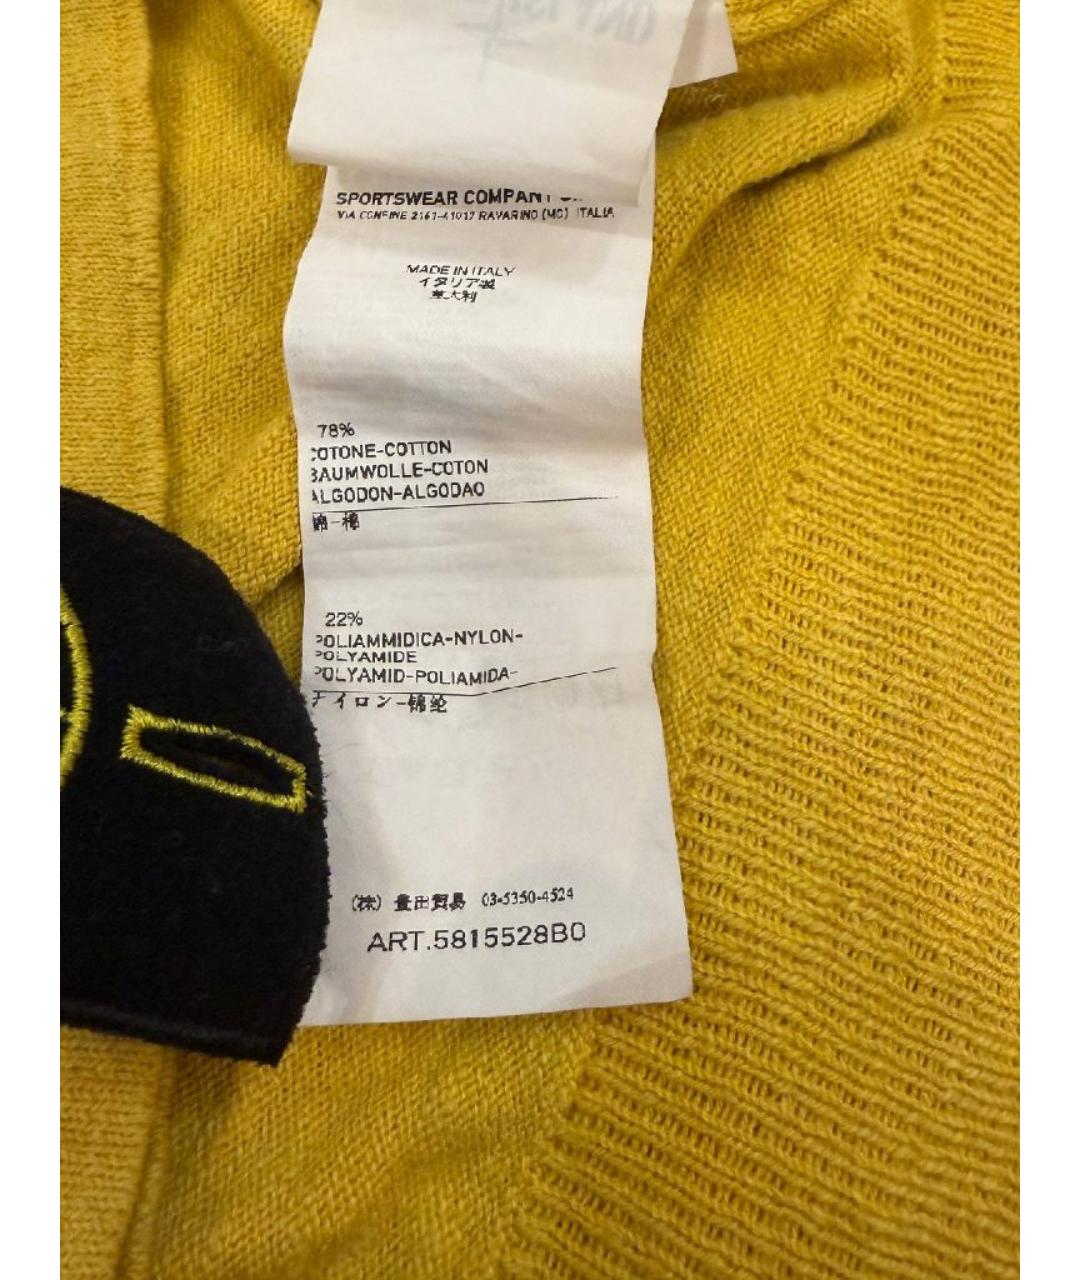 SPORTSWEAR COMPANY
VIA CONFINE 2161-41017 RAVARINO (MO) ITALIA
MADE IN ITALY
イタリア製
意大利
78%
COTONE-COTTON
BAUMWOLLE-COTON
ALGODON-ALGODAO
綿-棉
22%
POLIAMMIDICA-NYLON-
POLYAMIDE
POLYAMID-POLIAMIDA-
ナイロン-锦纶
(株) 豊田貿易 03-5350-4524
ART.5815528B0